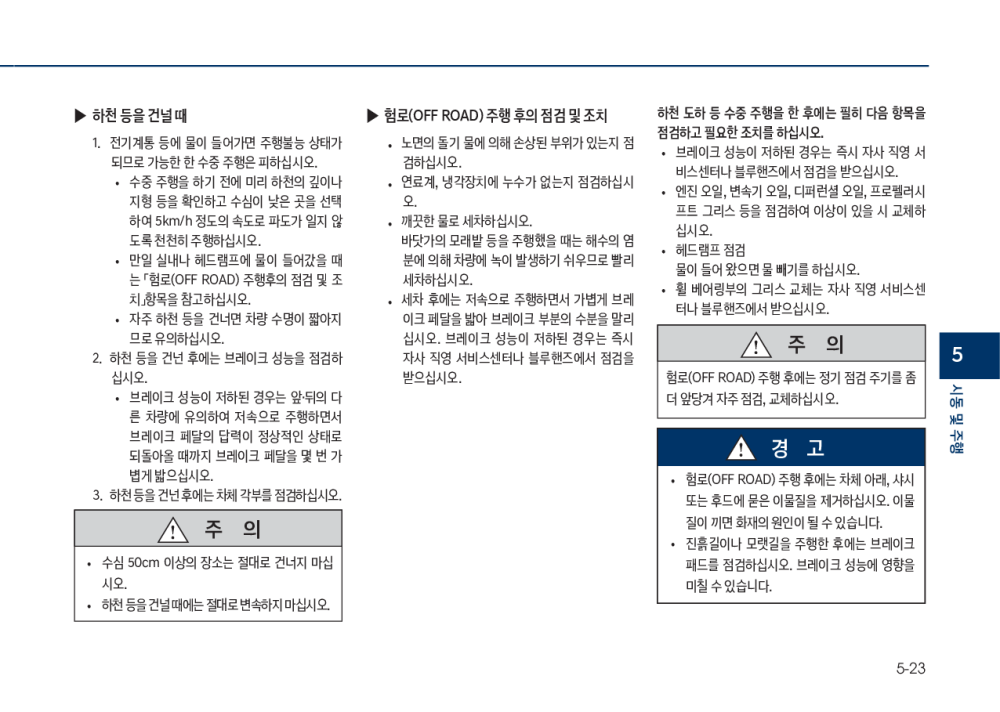 ▶ 하천 등을 건널 때
1. 전기계통 등에 물이 들어가면 주행불능 상태가
되므로 가능한 한 수중 주행은 피하십시오.
• 수중 주행을 하기 전에 미리 하천의 깊이나
지형 등을 확인하고 수심이 낮은 곳을 선택
하여 5km/h 정도의 속도로 파도가 일지 않
도록 천천히 주행하십시오.
• 만일 실내나 헤드램프에 물이 들어갔을 때
는 「험로(OFF ROAD) 주행후의 점검 및 조
치」항목을 참고하십시오.
• 자주 하천 등을 건너면 차량 수명이 짧아지
므로 유의하십시오.
2. 하천 등을 건넌 후에는 브레이크 성능을 점검하
십시오.
• 브레이크 성능이 저하된 경우는 앞·뒤의 다
른 차량에 유의하여 저속으로 주행하면서
브레이크 페달의 답력이 정상적인 상태로
되돌아올 때까지 브레이크 페달을 몇 번 가
볍게 밟으십시오.
3. 하천 등을 건넌 후에는 차체 각부를 점검하십시오.
주 의
• 수심 50cm 이상의 장소는 절대로 건너지 마십
시오.
• 하천 등을 건널 때에는 절대로 변속하지 마십시오.
▶ 험로(OFF ROAD) 주행 후의 점검 및 조치
• 노면의 돌기 물에 의해 손상된 부위가 있는지 점
검하십시오.
• 연료계, 냉각장치에 누수가 없는지 점검하십시
오.
• 깨끗한 물로 세차하십시오.
바닷가의 모래밭 등을 주행했을 때는 해수의 염
분에 의해 차량에 녹이 발생하기 쉬우므로 빨리
세차하십시오.
• 세차 후에는 저속으로 주행하면서 가볍게 브레
이크 페달을 밟아 브레이크 부분의 수분을 말리
십시오. 브레이크 성능이 저하된 경우는 즉시
자사 직영 서비스센터나 블루핸즈에서 점검을
받으십시오.
하천 도하 등 수중 주행을 한 후에는 필히 다음 항목을
점검하고 필요한 조치를 하십시오.
• 브레이크 성능이 저하된 경우는 즉시 자사 직영 서
비스센터나 블루핸즈에서 점검을 받으십시오.
• 엔진 오일, 변속기 오일, 디퍼런셜 오일, 프로펠러시
프트 그리스 등을 점검하여 이상이 있을 시 교체하
십시오.
• 헤드램프 점검
물이 들어 왔으면 물 빼기를 하십시오.
• 휠 베어링부의 그리스 교체는 자사 직영 서비스센
터나 블루핸즈에서 받으십시오.
주 의
험로(OFF ROAD) 주행 후에는 정기 점검 주기를 좀
더 앞당겨 자주 점검, 교체하십시오.
경 고
• 험로(OFF ROAD) 주행 후에는 차체 아래, 샤시
또는 후드에 묻은 이물질을 제거하십시오. 이물
질이 끼면 화재의 원인이 될 수 있습니다.
• 진흙길이나 모랫길을 주행한 후에는 브레이크
패드를 점검하십시오. 브레이크 성능에 영향을
미칠 수 있습니다.
5
시동 및 주행
5-23